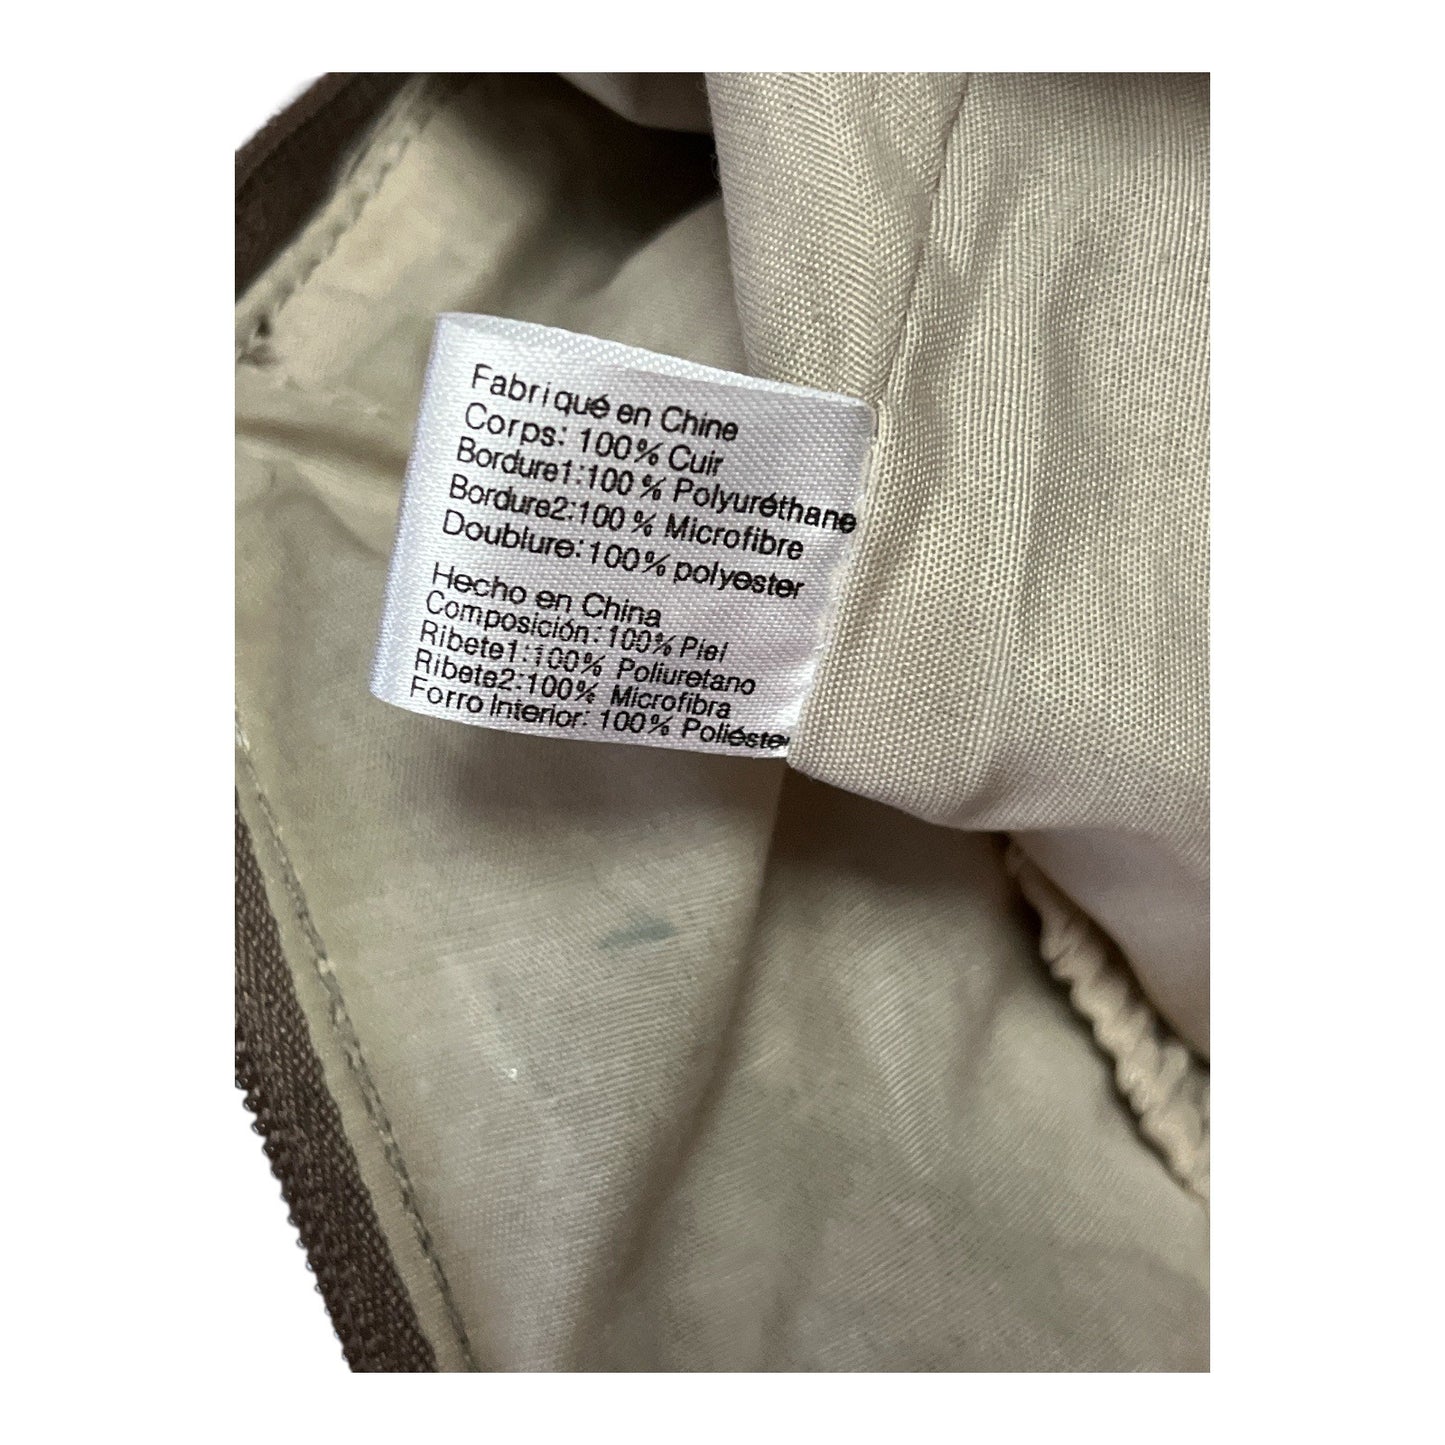 Fabriqué en Chine
Corps: 100% Cuir
Bordure1:100 % Polyuréthane
Bordure2:100 % Microfibre
Doublure:100% polyester
Hecho en China
Composición:100% Piel
Ribete1:100% Poliuretano
Ribete2:100% Microfibra
Forro Interior: 100% Poliéster